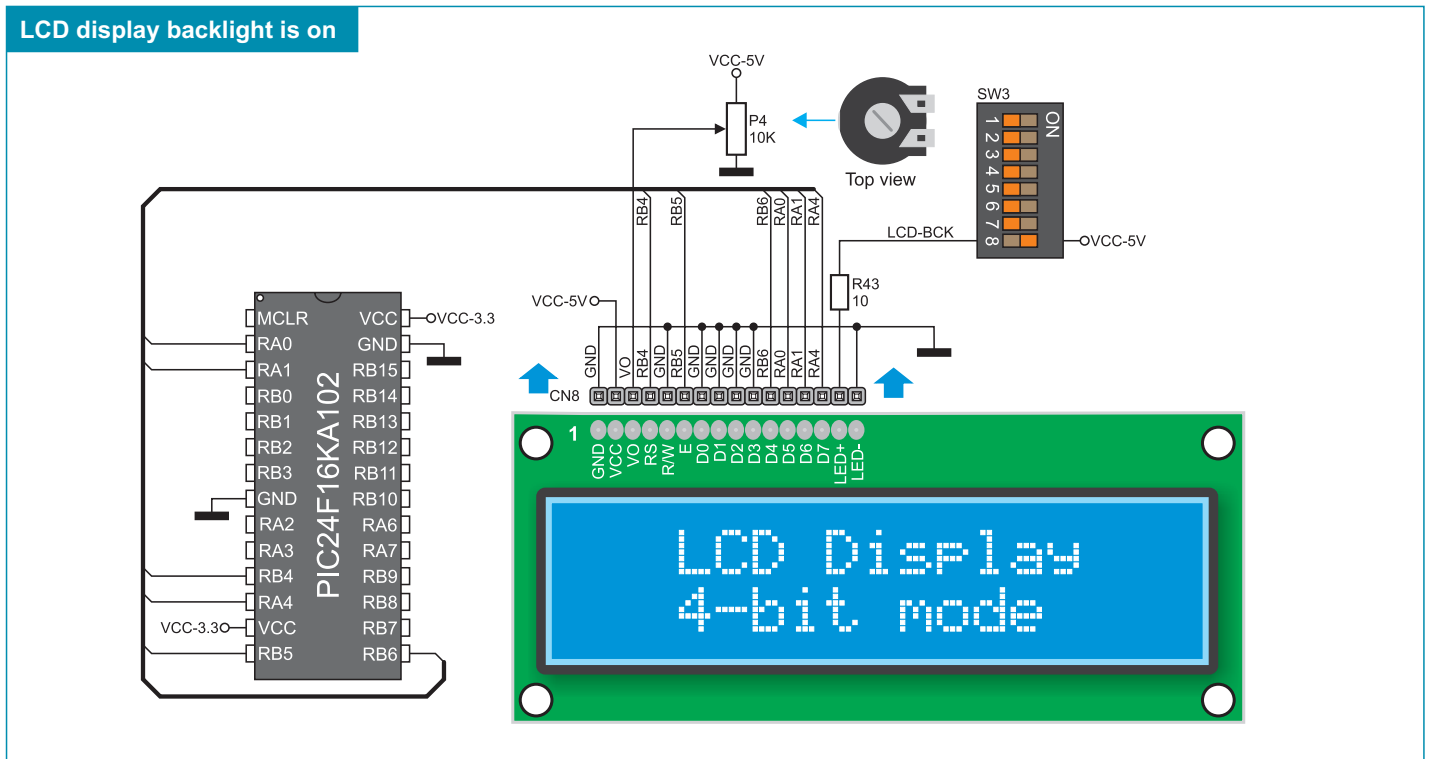 LCD display backlight is on
VCC-5V
P4
10K
Top view
SW3
ON
1
2
3
4
5
6
7
8
LCD-BCK
VCC-5V
R43
10
RB4
RB5
RB6
RA0
RA1
RA4
VCC-5V
GND
VO
RB4
GND
RB5
GND
GND
GND
GND
RB6
RA0
RA1
RA4
CN8
1
GND
VCC
VO
RS
R/W
E
D0
D1
D2
D3
D4
D5
D6
D7
LED+
LED-
LCD Display
4-bit mode
PIC24F16KA102
MCLR VCC VCC-3.3
RA0 GND
RA1 RB15
RB0 RB14
RB1 RB13
RB2 RB12
RB3 RB11
GND RB10
RA2 RA6
RA3 RA7
RB4 RB9
RA4 RB8
VCC-3.3 VCC RB7
RB5 RB6